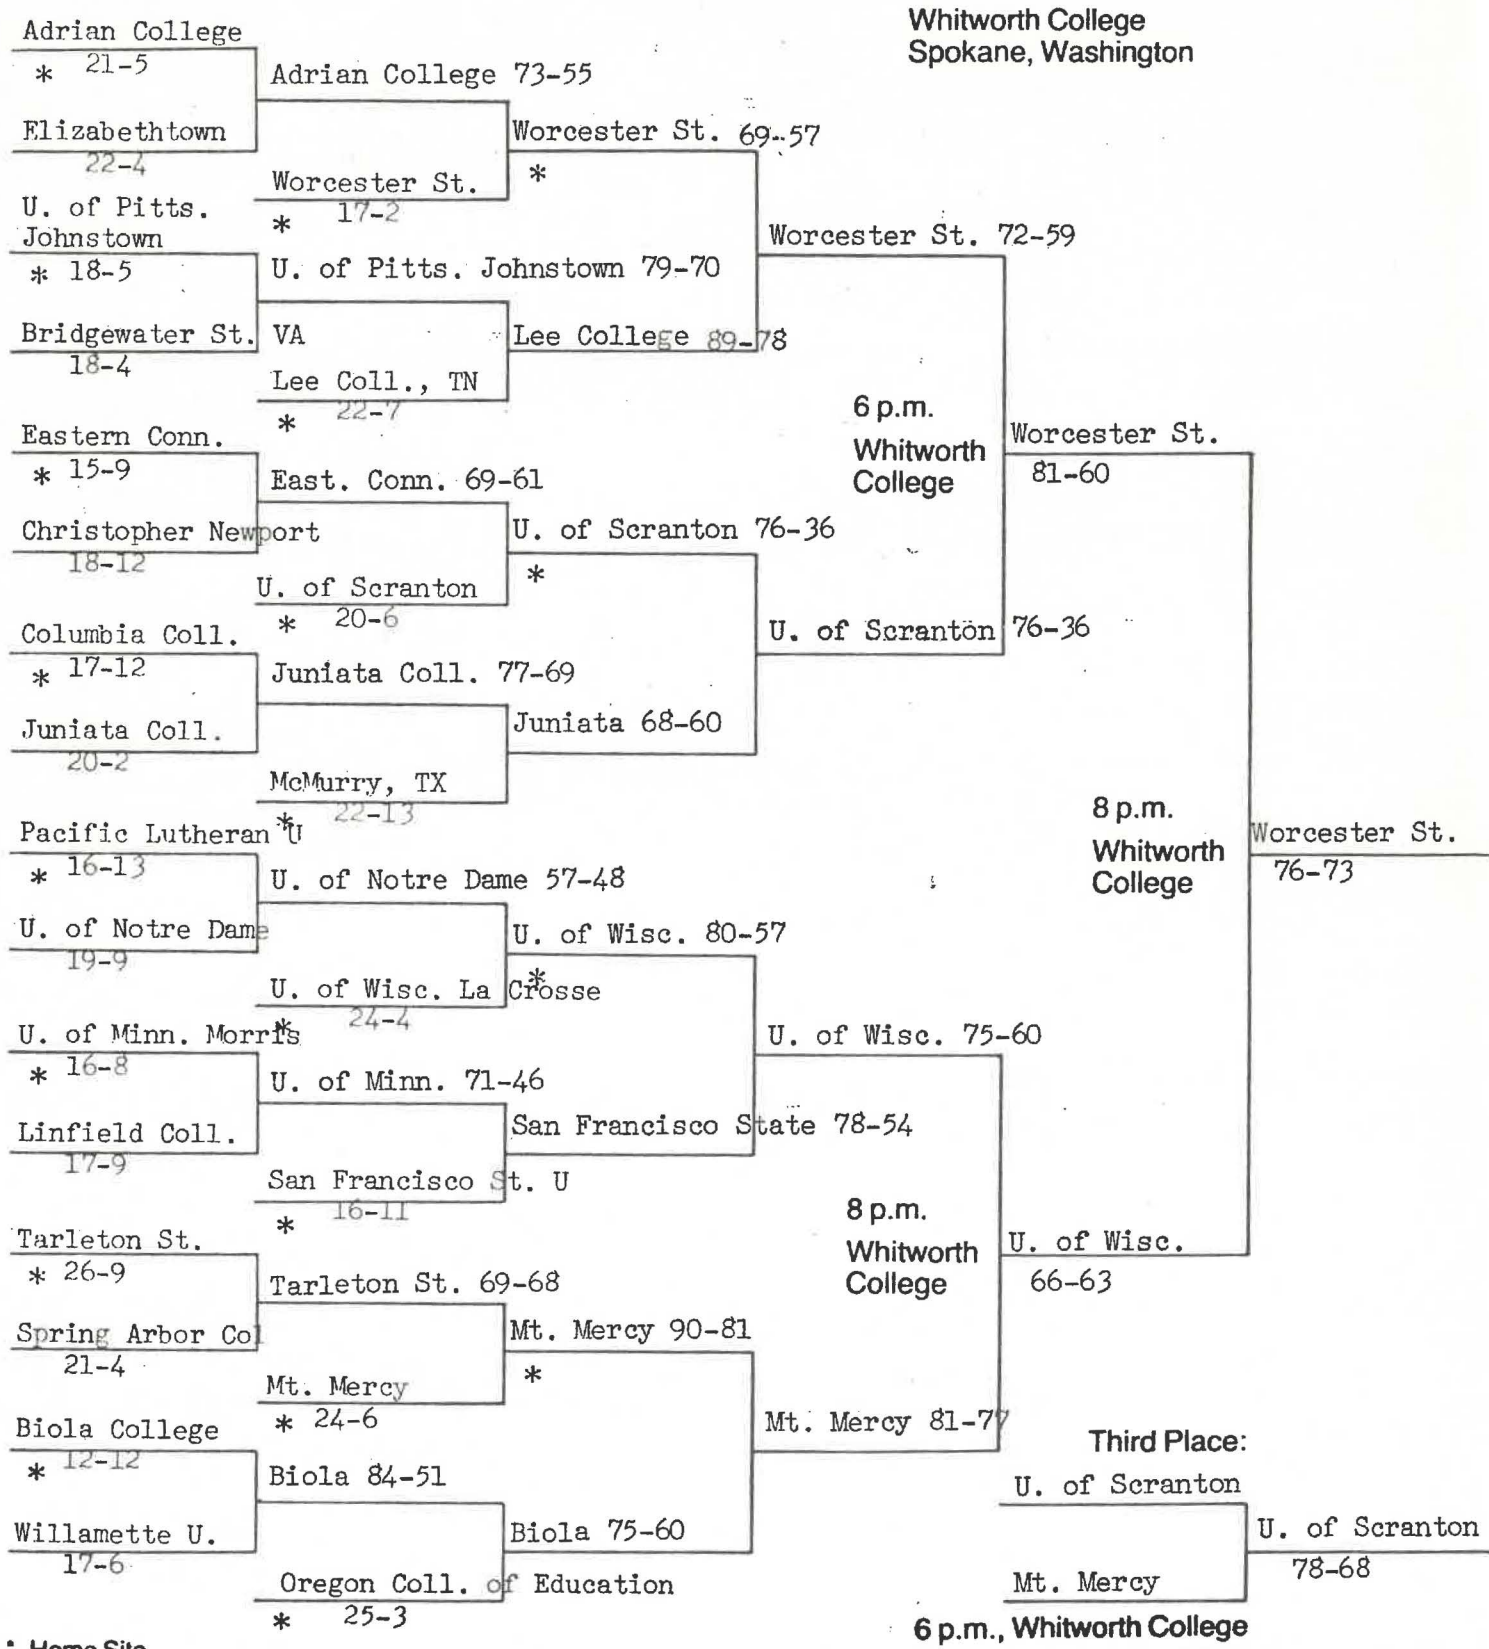 Whitworth College
Spokane, Washington
Adrian College
* 21-5
Elizabethtown
22-4
U. of Pitts.
Johnstown
* 18-5
Bridgewater St.
18-4
Eastern Conn.
* 15-9
Christopher Newport
18-12
Columbia Coll.
* 17-12
Juniata Coll.
20-2
Pacific Lutheran U
* 16-13
U. of Notre Dame
19-9
U. of Minn. Morris
* 16-8
Linfield Coll.
17-9
Tarleton St.
* 26-9
Spring Arbor Col
21-4
Biola College
* 12-12
Willamette U.
17-6
Adrian College 73-55
Worcester St.
* 17-2
U. of Pitts. Johnstown 79-70
VA
Lee Coll., TN
* 22-7
East. Conn. 69-61
U. of Scranton
* 20-6
Juniata Coll. 77-69
McMurry, TX
* 22-13
U. of Notre Dame 57-48
U. of Wisc. La Crosse
* 24-4
U. of Minn. 71-46
San Francisco St. U
* 16-11
Tarleton St. 69-68
Mt. Mercy
* 24-6
Biola 84-51
Oregon Coll. of Education
* 25-3
Worcester St. 69-57
*
Lee College 89-78
U. of Scranton 76-36
*
Juniata 68-60
U. of Wisc. 80-57
*
San Francisco State 78-54
Mt. Mercy 90-81
*
Biola 75-60
Worcester St. 72-59
U. of Scranton 76-36
U. of Wisc. 75-60
Mt. Mercy 81-77
6 p.m.
Whitworth
College
8 p.m.
Whitworth
College
Worcester St.
81-60
U. of Wisc.
66-63
8 p.m.
Whitworth
College
Worcester St.
76-73
Third Place:
U. of Scranton
Mt. Mercy
U. of Scranton
78-68
6 p.m., Whitworth College
* Home Site